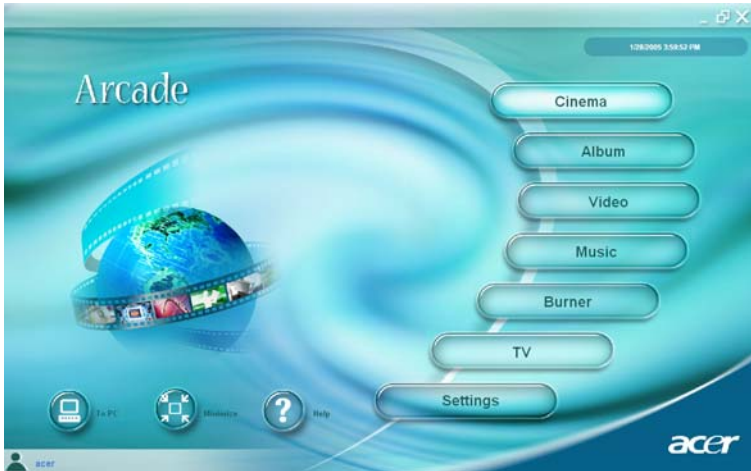 1/28/2005 3:59:52 PM
Arcade
Cinema
Album
Video
Music
Burner
TV
Settings
To PC
Minimize
Help
acer
acer